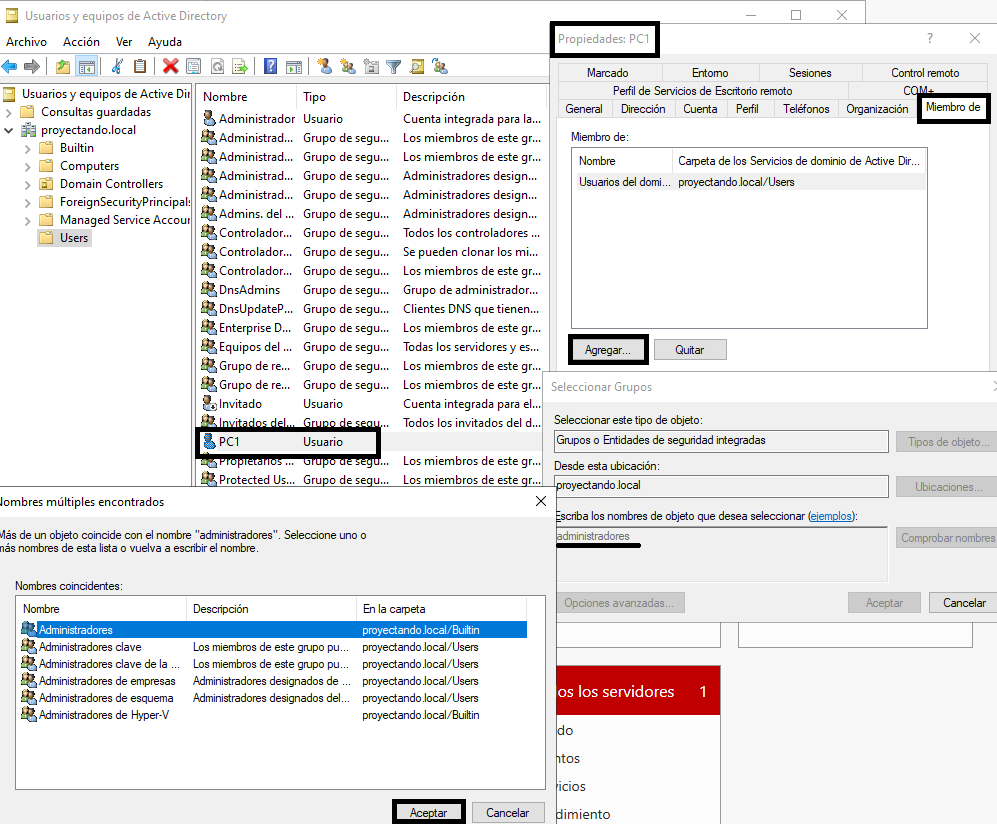 Usuarios y equipos de Active Directory
Archivo Acción Ver Ayuda
Usuarios y equipos de Active Dir
Consultas guardadas
proyectando.local
Builtin
Computers
Domain Controllers
ForeignSecurityPrincipals
Managed Service Accour
Users
Nombre Tipo Descripción
Administrador Usuario Cuenta integrada para la...
Administrad... Grupo de segu... Los miembros de este gr...
Administrad... Grupo de segu... Los miembros de este gr...
Administrad... Grupo de segu... Administradores design...
Administrad... Grupo de segu... Administradores design...
Admins. del ... Grupo de segu... Administradores design...
Controlador... Grupo de segu... Todos los controladores ...
Controlador... Grupo de segu... Se pueden clonar los mi...
Controlador... Grupo de segu... Los miembros de este gr...
DnsAdmins Grupo de segu... Grupo de administrador...
DnsUpdateP... Grupo de segu... Clientes DNS que tienen...
Enterprise D... Grupo de segu... Los miembros de este gr...
Equipos del ... Grupo de segu... Todas los servidores y es...
Grupo de re... Grupo de segu... Los miembros de este gr...
Grupo de re... Grupo de segu... Los miembros de este gr...
Invitado Usuario Cuenta integrada para el...
Invitados del... Grupo de segu... Todos los invitados del d...
PC1 Usuario
Propietarios ... Grupo de segu... Los miembros de este gr...
Protected Us... Grupo de segu... Los miembros de este gr...
Propiedades: PC1
Marcado Entorno Sesiones Control remoto
Perfil de Servicios de Escritorio remoto COM+
General Dirección Cuenta Perfil Teléfonos Organización Miembro de
Miembro de:
Nombre Carpeta de los Servicios de dominio de Active Dir...
Usuarios del domi... proyectando.local/Users
Agregar... Quitar
Seleccionar Grupos
Seleccionar este tipo de objeto:
Grupos o Entidades de seguridad integradas Tipos de objeto...
Desde esta ubicación:
proyectando.local Ubicaciones...
Escriba los nombres de objeto que desea seleccionar (ejemplos):
administradores Comprobar nombres
Opciones avanzadas... Aceptar Cancelar
Nombres múltiples encontrados
Más de un objeto coincide con el nombre "administradores". Seleccione uno o
más nombres de esta lista o vuelva a escribir el nombre.
Nombres coincidentes:
Nombre Descripción En la carpeta
Administradores proyectando.local/Builtin
Administradores clave Los miembros de este grupo pu... proyectando.local/Users
Administradores clave de la ... Los miembros de este grupo pu... proyectando.local/Users
Administradores de empresas Administradores designados de ... proyectando.local/Users
Administradores de esquema Administradores designados del... proyectando.local/Users
Administradores de Hyper-V proyectando.local/Builtin
Aceptar Cancelar
os los servidores 1
do
ntos
icios
dimiento